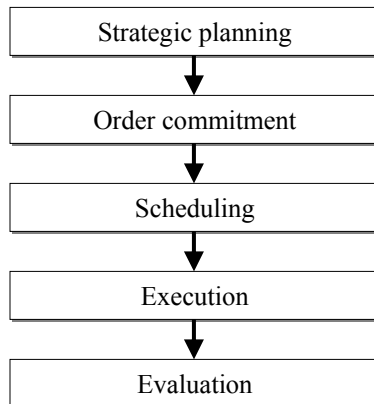 Strategic planning
Order commitment
Scheduling
Execution
Evaluation